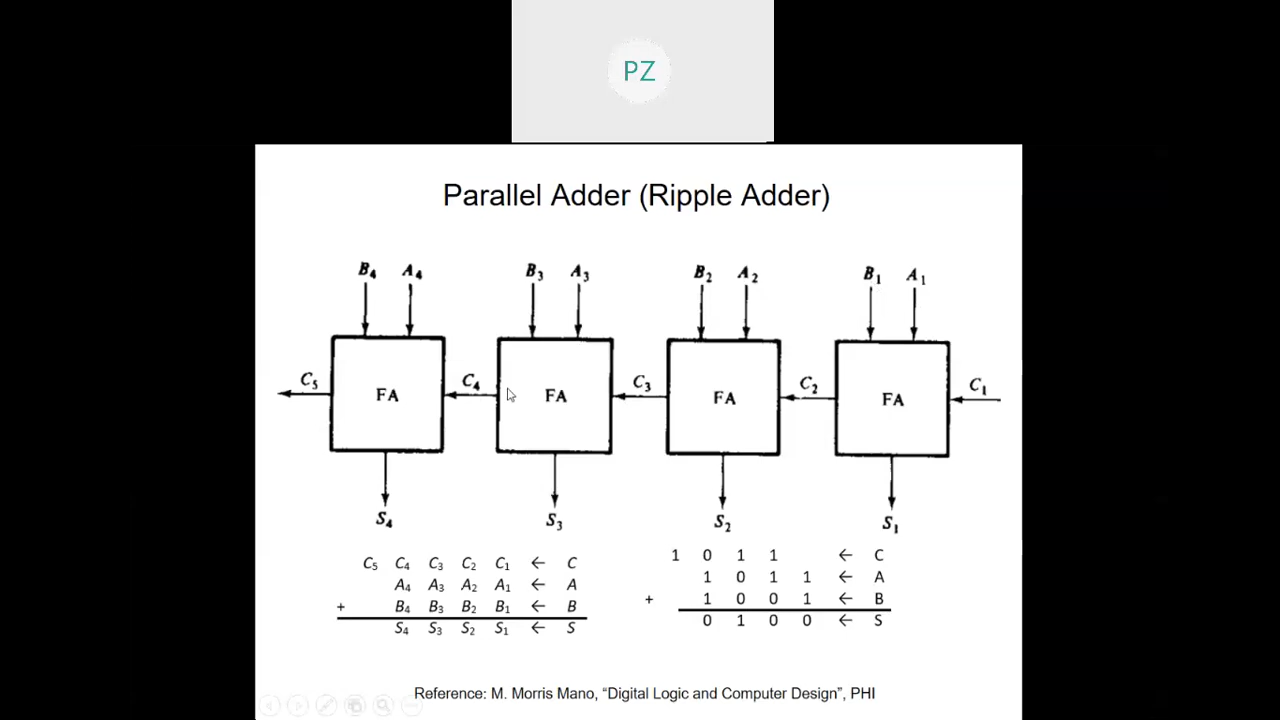 PZ
Parallel Adder (Ripple Adder)
B₄ A₄ B₃ A₃ B₂ A₂ B₁ A₁
C₅ FA C₄ FA C₃ FA C₂ FA C₁
S₄ S₃ S₂ S₁
C₅ C₄ C₃ C₂ C₁ ← C
A₄ A₃ A₂ A₁ ← A
+ B₄ B₃ B₂ B₁ ← B
S₄ S₃ S₂ S₁ ← S
1 0 1 1 ← C
1 0 1 1 ← A
+ 1 0 0 1 ← B
0 1 0 0 ← S
Reference: M. Morris Mano, “Digital Logic and Computer Design”, PHI